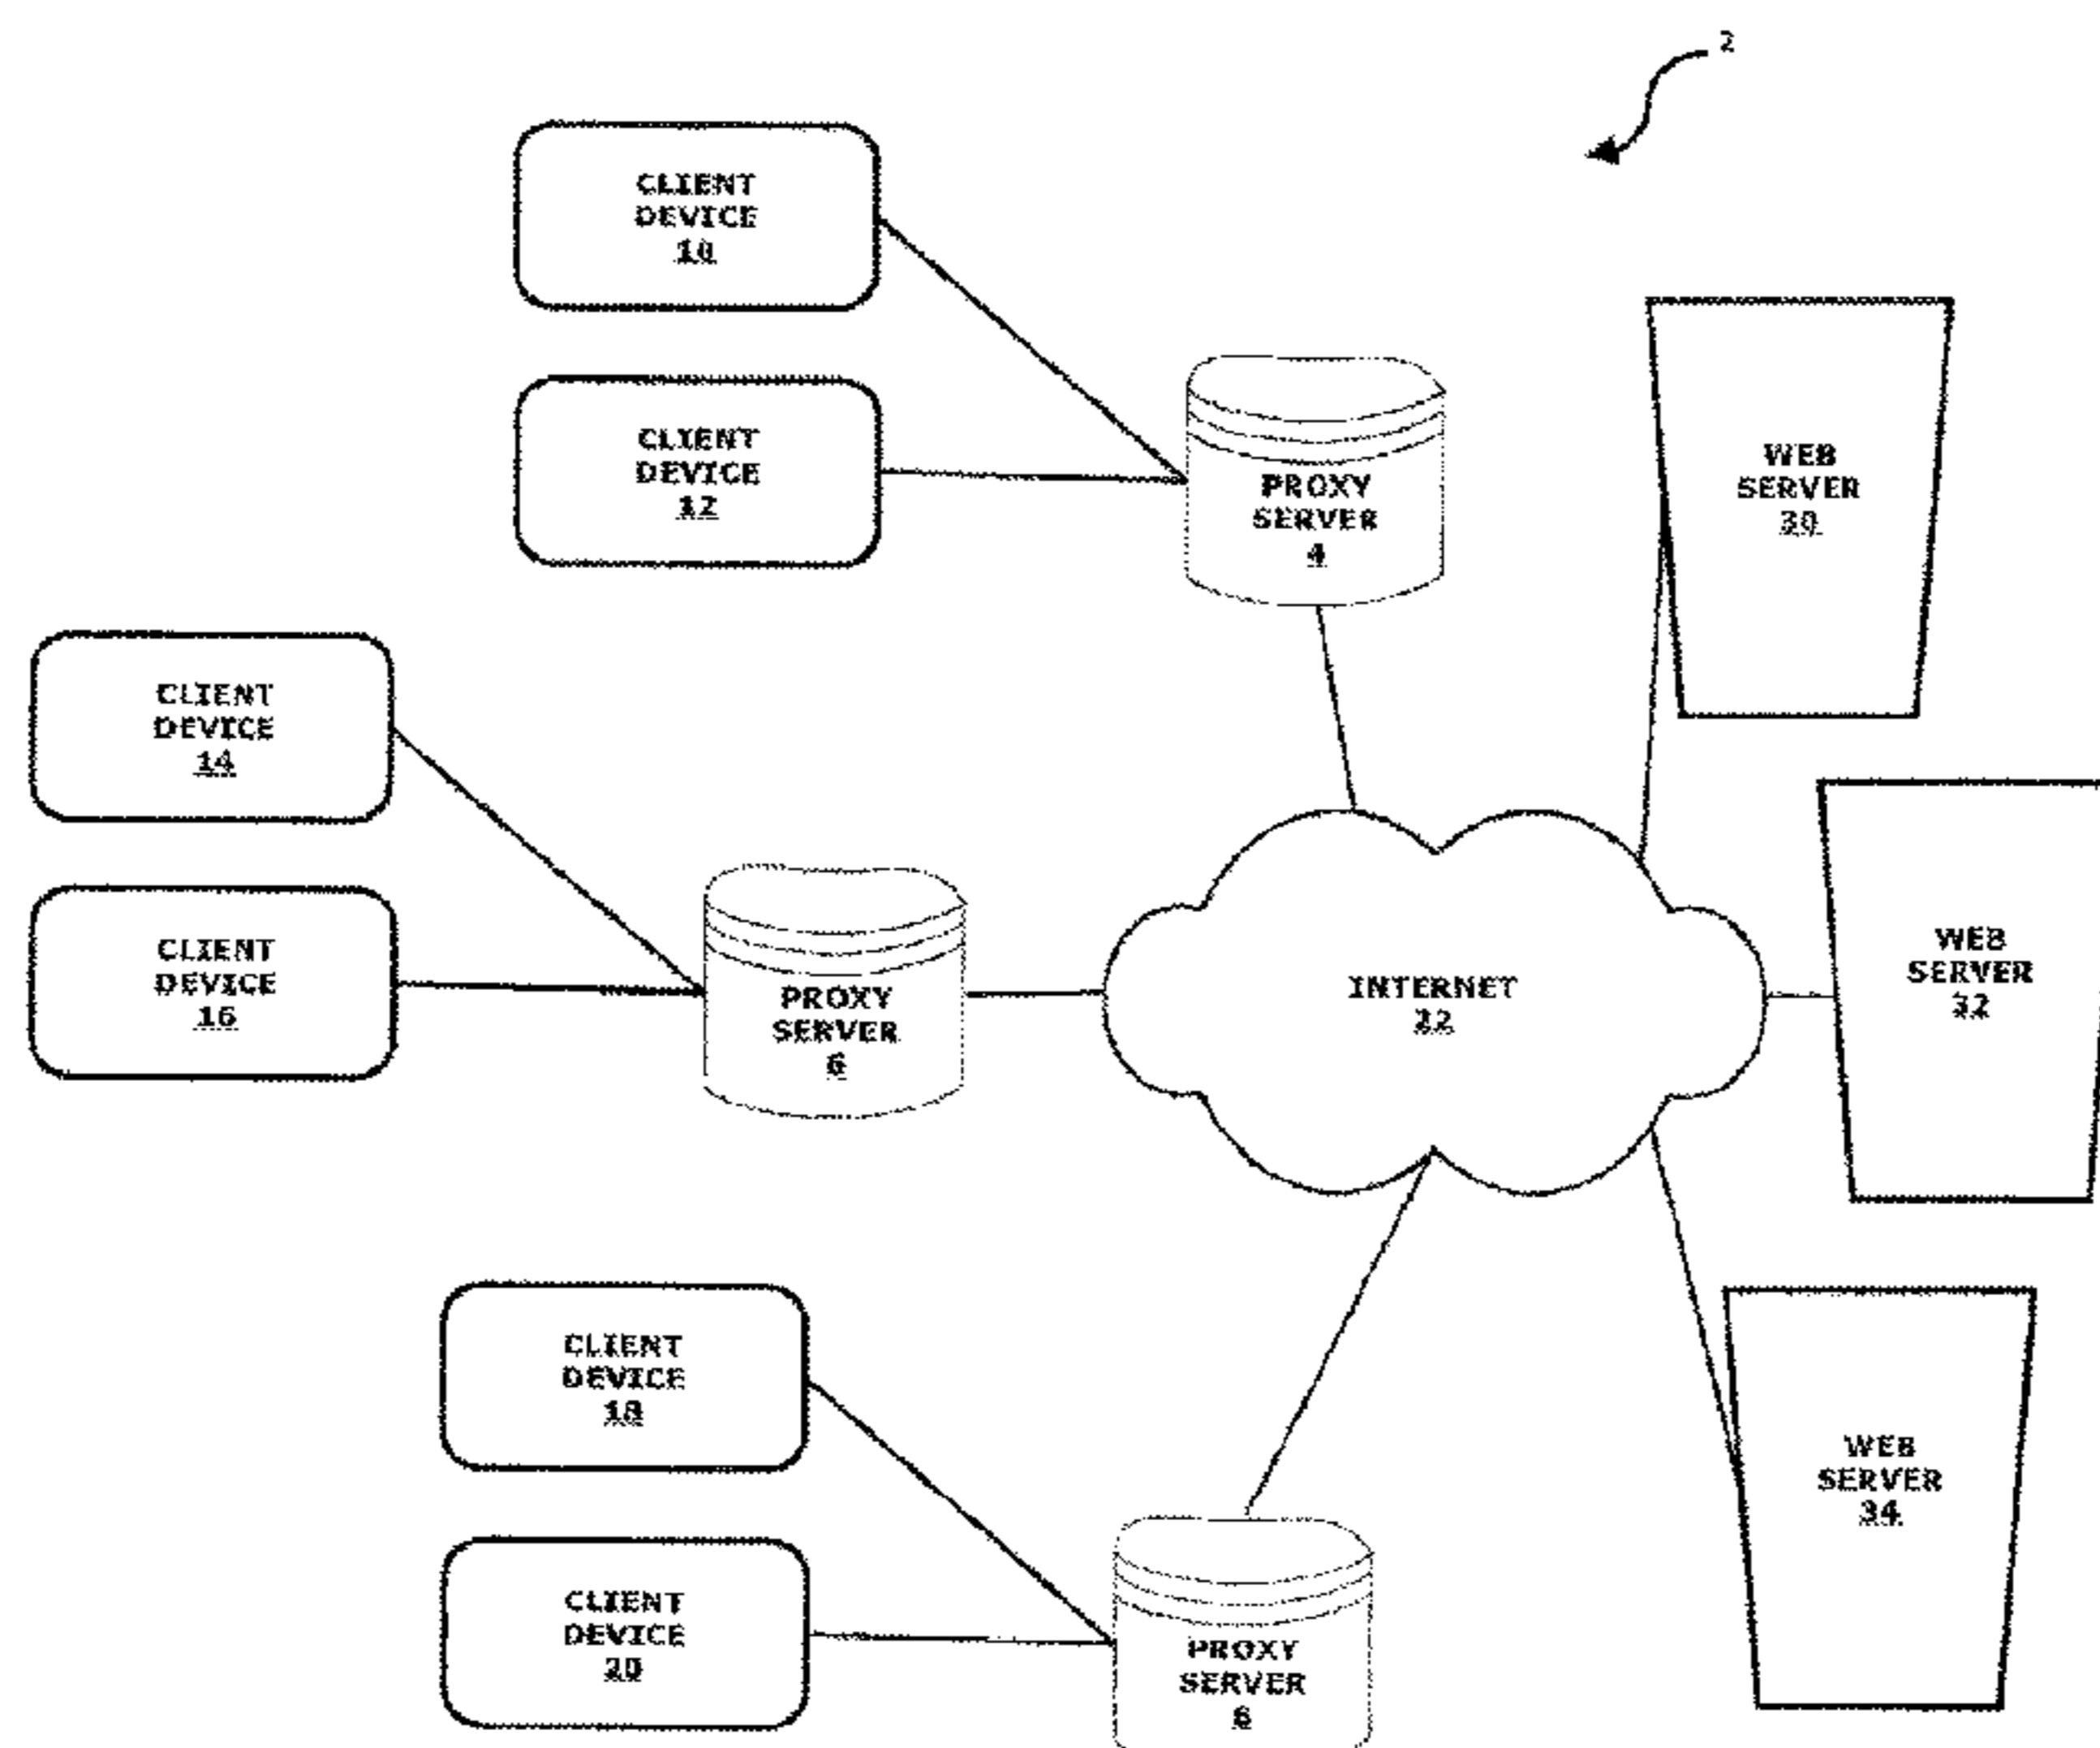 2
CLIENT
DEVICE
10
CLIENT
DEVICE
12
PROXY
SERVER
4
WEB
SERVER
30
CLIENT
DEVICE
14
CLIENT
DEVICE
16
PROXY
SERVER
6
INTERNET
22
WEB
SERVER
32
CLIENT
DEVICE
18
CLIENT
DEVICE
20
PROXY
SERVER
WEB
SERVER
34